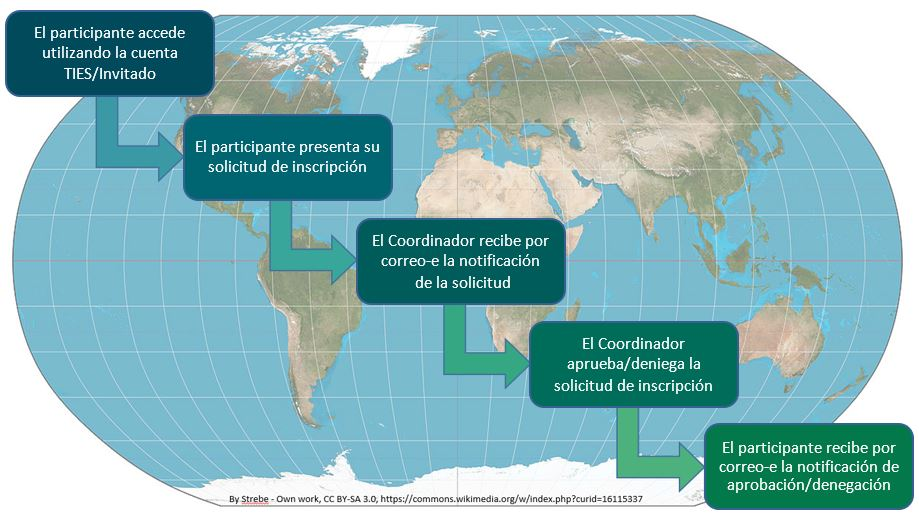 El participante accede
utilizando la cuenta
TIES/Invitado
El participante presenta su
solicitud de inscripción
El Coordinador recibe por
correo-e la notificación
de la solicitud
El Coordinador
aprueba/deniega la
solicitud de inscripción
El participante recibe por
correo-e la notificación de
aprobación/denegación
By Strebe - Own work, CC BY-SA 3.0, https://commons.wikimedia.org/w/index.php?curid=16115337